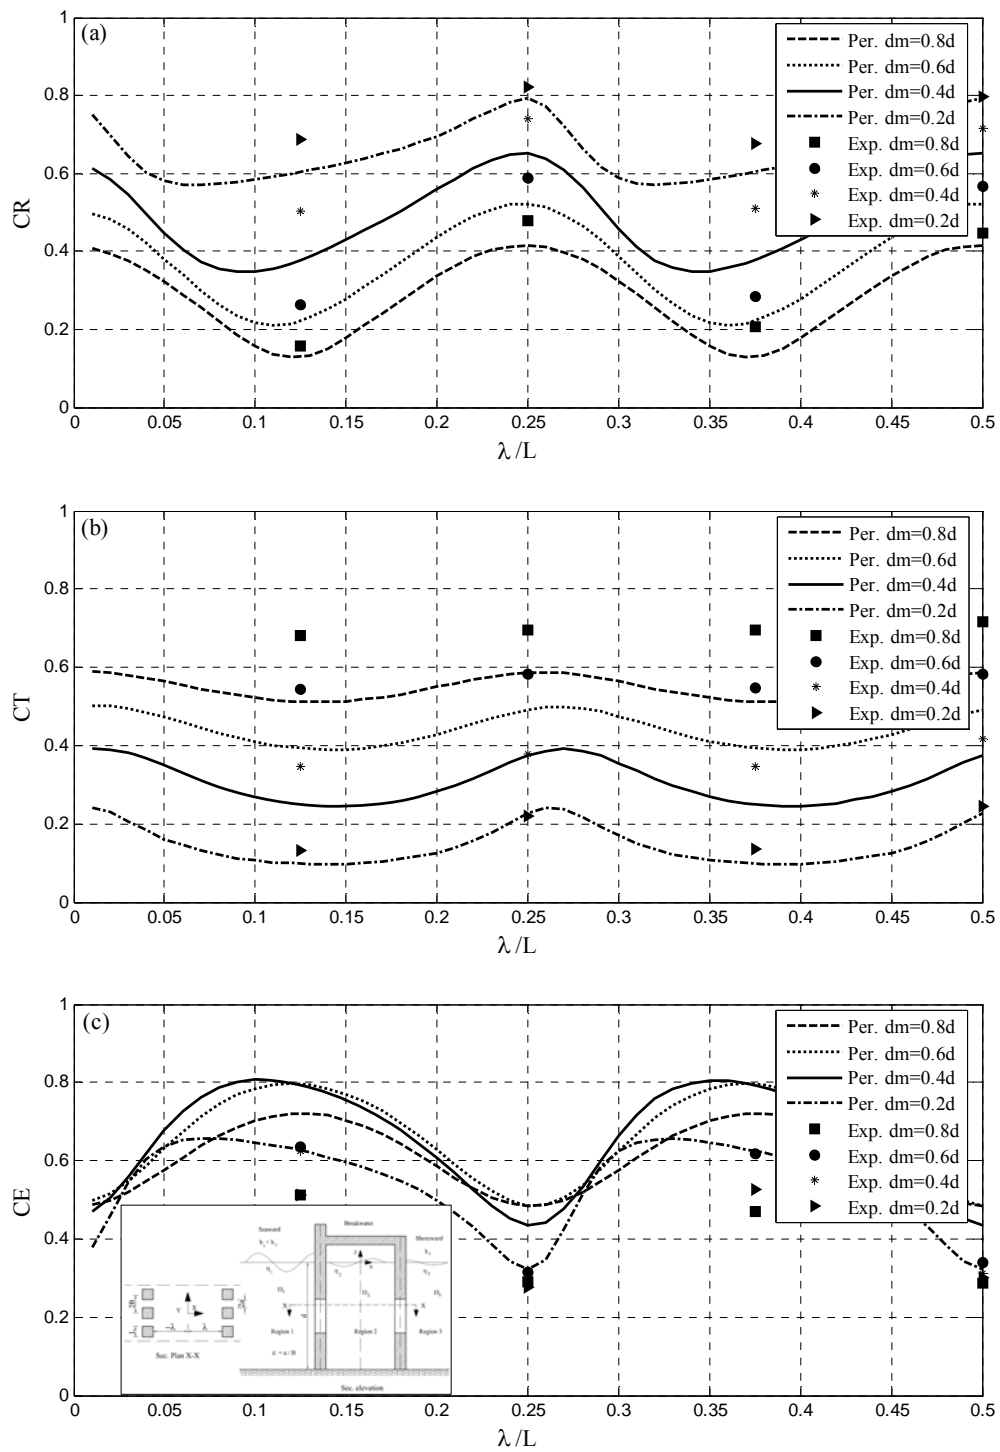 (a)
1
0.8
0.6
0.4
0.2
0
CR
Per. dm=0.8d
Per. dm=0.6d
Per. dm=0.4d
Per. dm=0.2d
Exp. dm=0.8d
Exp. dm=0.6d
Exp. dm=0.4d
Exp. dm=0.2d
0 0.05 0.1 0.15 0.2 0.25 0.3 0.35 0.4 0.45 0.5
λ/L
(b)
1
0.8
0.6
0.4
0.2
0
CT
Per. dm=0.8d
Per. dm=0.6d
Per. dm=0.4d
Per. dm=0.2d
Exp. dm=0.8d
Exp. dm=0.6d
Exp. dm=0.4d
Exp. dm=0.2d
0 0.05 0.1 0.15 0.2 0.25 0.3 0.35 0.4 0.45 0.5
λ/L
(c)
1
0.8
0.6
0.4
0.2
0
CE
Per. dm=0.8d
Per. dm=0.6d
Per. dm=0.4d
Per. dm=0.2d
Exp. dm=0.8d
Exp. dm=0.6d
Exp. dm=0.4d
Exp. dm=0.2d
Seaward
Breakwater
Shoreward
2B
Y
X
-λ λ
Sec. Plan X-X
X X
d
Region 1 Region 2 Region 3
ε = a / B
Sec. elevation
0 0.05 0.1 0.15 0.2 0.25 0.3 0.35 0.4 0.45 0.5
λ/L